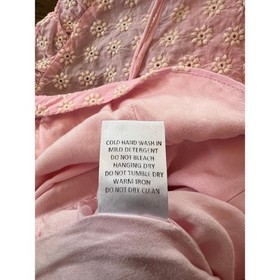 COLD HAND WASH IN
MILD DETERGENT
DO NOT BLEACH
HANGING DRY
DO NOT TUMBLE DRY
WARM IRON
DO NOT DRY CLEAN